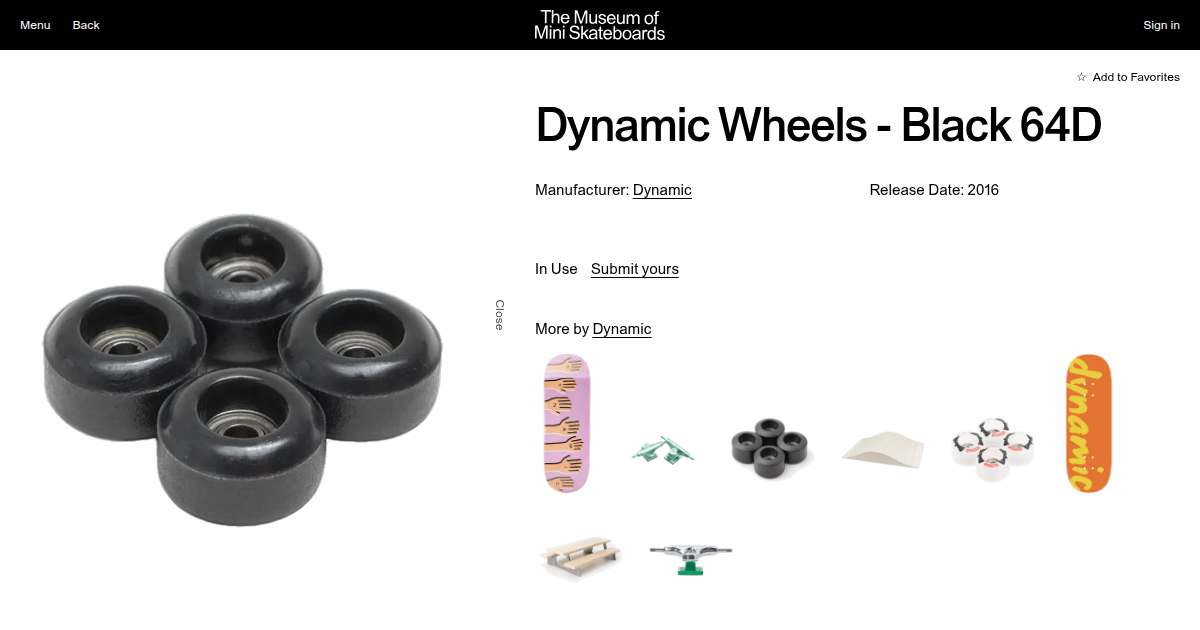 Menu
Back
The Museum of
Mini Skateboards
Sign in
☆ Add to Favorites
Dynamic Wheels - Black 64D
Manufacturer: Dynamic
Release Date: 2016
In Use Submit yours
Close
More by Dynamic
dynamic